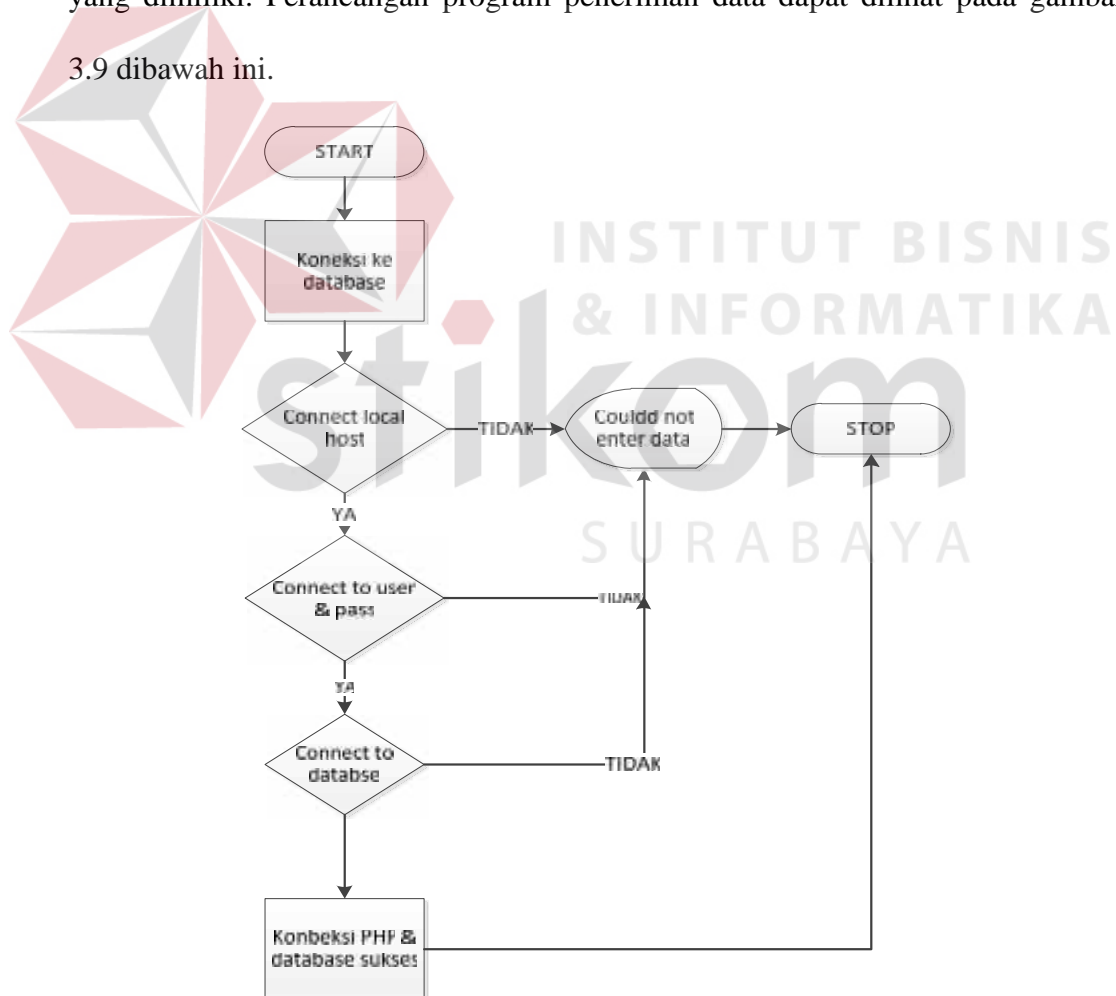 yang dimiliki. Perancangan program peneriman data dapat dilihat pada gambar
3.9 dibawah ini.
START
Koneksi ke
database
INSTITUT BISNIS
& INFORMATIKA
stikom
SURABAYA
Connect local
host
TIDAK
Couldd not
enter data
STOP
YA
Connect to user
& pass
TIDAK
YA
Connect to
databse
TIDAK
Konbeksi PHP &
database sukses